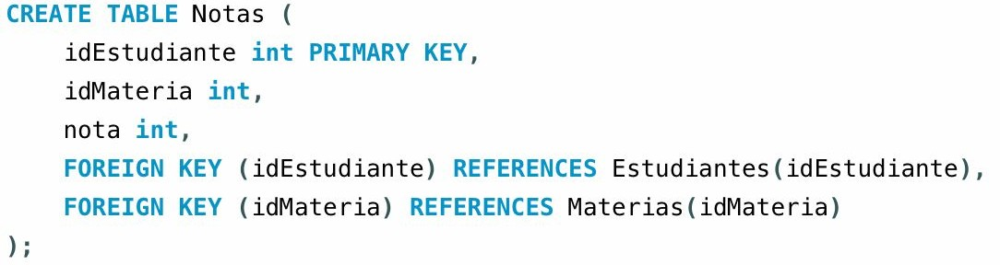 CREATE TABLE Notas (
    idEstudiante int PRIMARY KEY,
    idMateria int,
    nota int,
    FOREIGN KEY (idEstudiante) REFERENCES Estudiantes(idEstudiante),
    FOREIGN KEY (idMateria) REFERENCES Materias(idMateria)
);